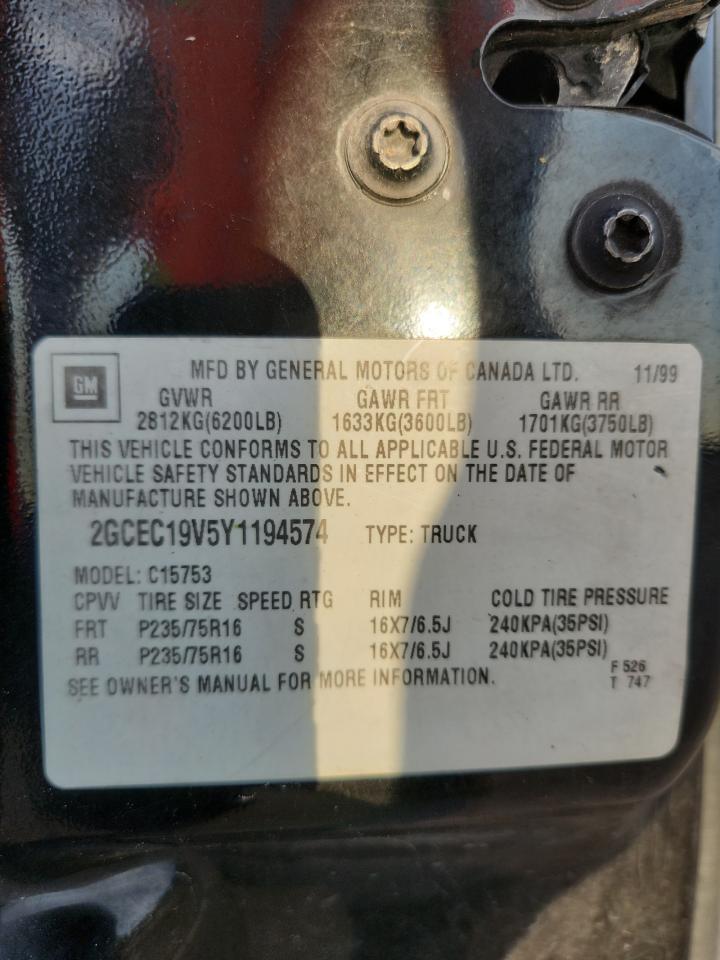 GM
MFD BY GENERAL MOTORS OF CANADA LTD. 11/99
GVWR GAWR FRT GAWR RR
2812KG(6200LB) 1633KG(3600LB) 1701KG(3750LB)
THIS VEHICLE CONFORMS TO ALL APPLICABLE U.S. FEDERAL MOTOR
VEHICLE SAFETY STANDARDS IN EFFECT ON THE DATE OF
MANUFACTURE SHOWN ABOVE.
2GCEC19V5Y1194574 TYPE: TRUCK
MODEL: C15753
CPVV TIRE SIZE SPEED RTG RIM COLD TIRE PRESSURE
FRT P235/75R16 S 16X7/6.5J 240KPA(35PSI)
RR P235/75R16 S 16X7/6.5J 240KPA(35PSI)
SEE OWNER'S MANUAL FOR MORE INFORMATION.
F 526
T 747